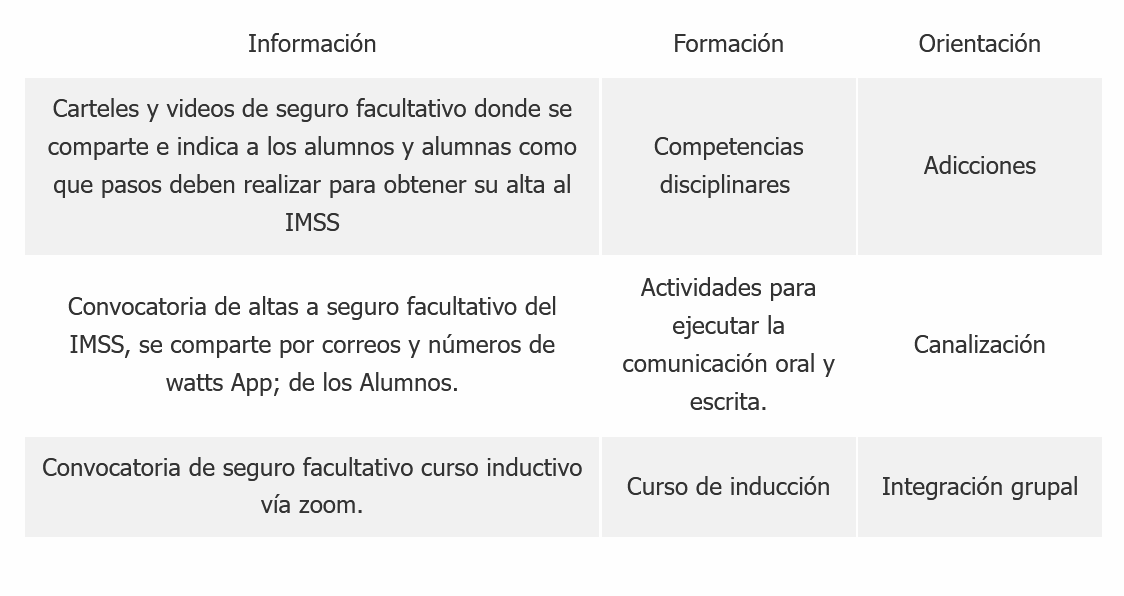 Información
Formación
Orientación
Carteles y videos de seguro facultativo donde se
comparte e indica a los alumnos y alumnas como
que pasos deben realizar para obtener su alta al
IMSS
Competencias
disciplinares
Adicciones
Convocatoria de altas a seguro facultativo del
IMSS, se comparte por correos y números de
watts App; de los Alumnos.
Actividades para
ejecutar la
comunicación oral y
escrita.
Canalización
Convocatoria de seguro facultativo curso inductivo
vía zoom.
Curso de inducción
Integración grupal